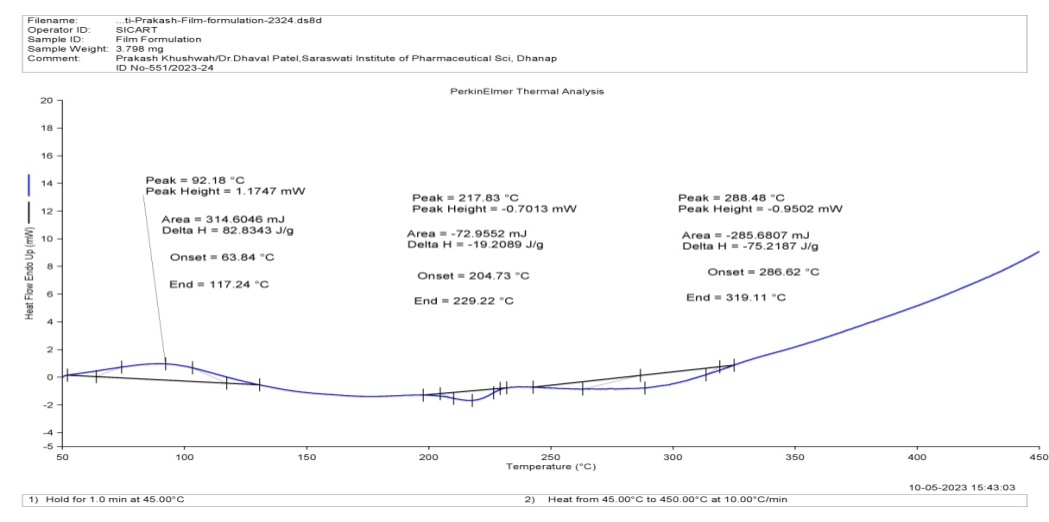 Filename: ...ti-Prakash-Film-formulation-2324.ds8d
Operator ID: SICART
Sample ID: Film Formulation
Sample Weight: 3.798 mg
Comment: Prakash Khushwah/Dr.Dhaval Patel,Saraswati Institute of Pharmaceutical Sci, Dhanap
ID No-551/2023-24
PerkinElmer Thermal Analysis
Peak = 92.18 °C
Peak Height = 1.1747 mW
Area = 314.6046 mJ
Delta H = 82.8343 J/g
Onset = 63.84 °C
End = 117.24 °C
Peak = 217.83 °C
Peak Height = -0.7013 mW
Area = -72.9552 mJ
Delta H = -19.2089 J/g
Onset = 204.73 °C
End = 229.22 °C
Peak = 288.48 °C
Peak Height = -0.9502 mW
Area = -285.6807 mJ
Delta H = -75.2187 J/g
Onset = 286.62 °C
End = 319.11 °C
Heat Flow Endo Up (mW)
20
18
16
14
12
10
8
6
4
2
0
-2
-4
-5
50 100 150 200 250 300 350 400 450
Temperature (°C)
10-05-2023 15:43:03
1) Hold for 1.0 min at 45.00°C 2) Heat from 45.00°C to 450.00°C at 10.00°C/min